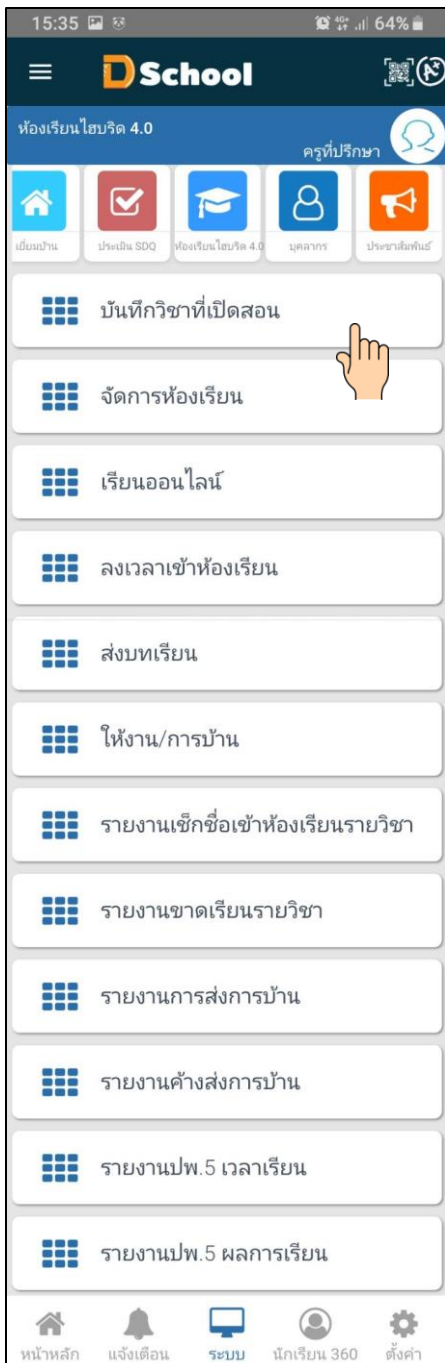 15:35 64%
DSchool
ห้องเรียนไฮบริด 4.0
ครูที่ปรึกษา
เยี่ยมบ้าน ประเมิน SDQ ห้องเรียนไฮบริด 4.0 บุคลากร ประชาสัมพันธ์
บันทึกวิชาที่เปิดสอน
จัดการห้องเรียน
เรียนออนไลน์
ลงเวลาเข้าห้องเรียน
ส่งบทเรียน
ให้งาน/การบ้าน
รายงานเช็กชื่อเข้าห้องเรียนรายวิชา
รายงานขาดเรียนรายวิชา
รายงานการส่งการบ้าน
รายงานค้างส่งการบ้าน
รายงานปพ.5 เวลาเรียน
รายงานปพ.5 ผลการเรียน
หน้าหลัก แจ้งเตือน ระบบ นักเรียน 360 ตั้งค่า